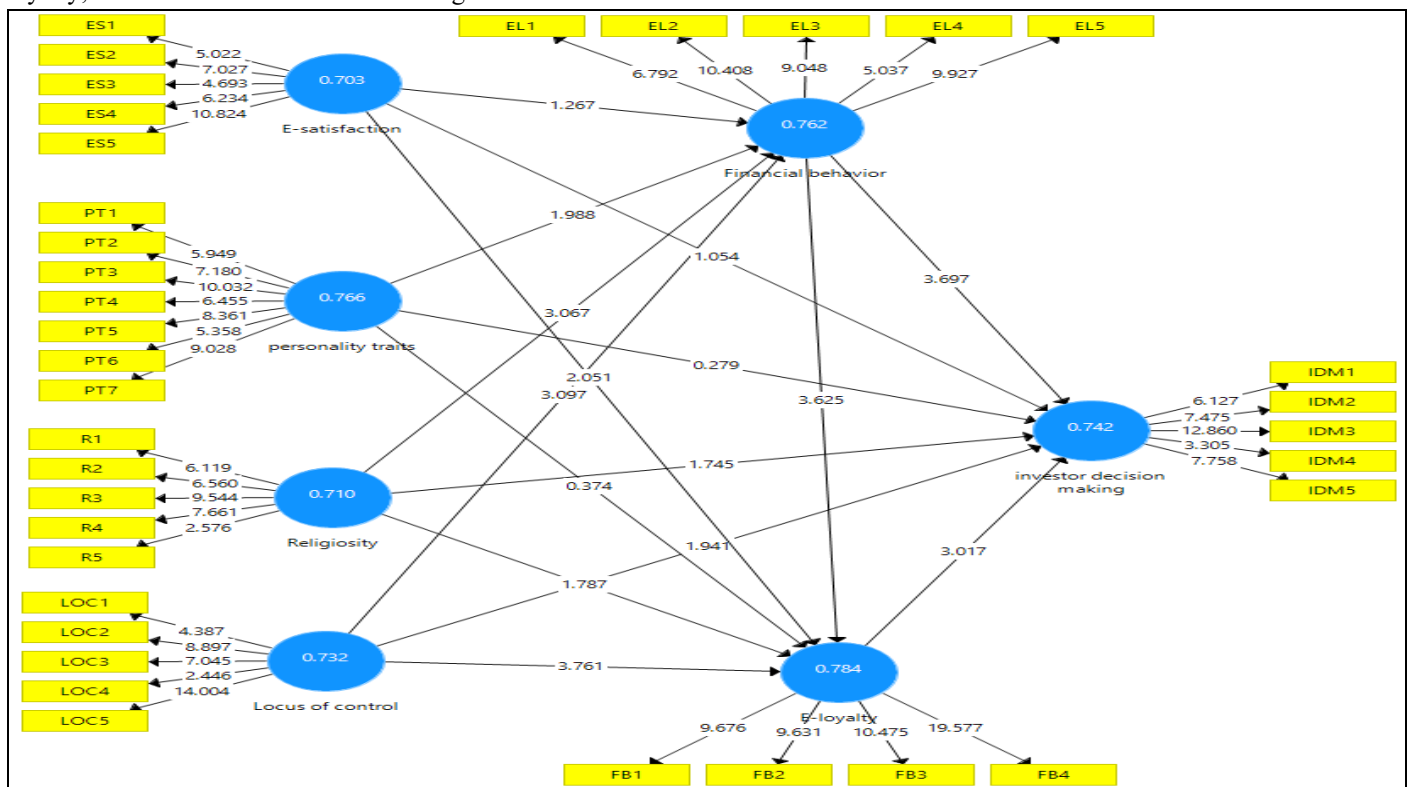 ES1
ES2
ES3
ES4
ES5
5.022
7.027
4.693
6.234
10.824
0.703
E-satisfaction
EL1
EL2
EL3
EL4
EL5
6.792
10.408
9.048
5.037
9.927
0.762
Financial behavior
1.267
PT1
PT2
PT3
PT4
PT5
PT6
PT7
5.949
7.180
10.032
6.455
8.361
5.358
9.028
0.766
personality traits
1.988
1.054
3.697
3.067
0.279
2.051
3.097
3.625
R1
R2
R3
R4
R5
6.119
6.560
9.544
7.661
2.576
0.710
Religiosity
1.745
0.374
0.742
investor decision
making
IDM1
IDM2
IDM3
IDM4
IDM5
6.127
7.475
12.860
3.305
7.758
1.941
1.787
3.017
LOC1
LOC2
LOC3
LOC4
LOC5
4.387
8.897
7.045
2.446
14.004
0.732
Locus of control
3.761
0.784
E-loyalty
9.676
9.631
10.475
19.577
FB1
FB2
FB3
FB4